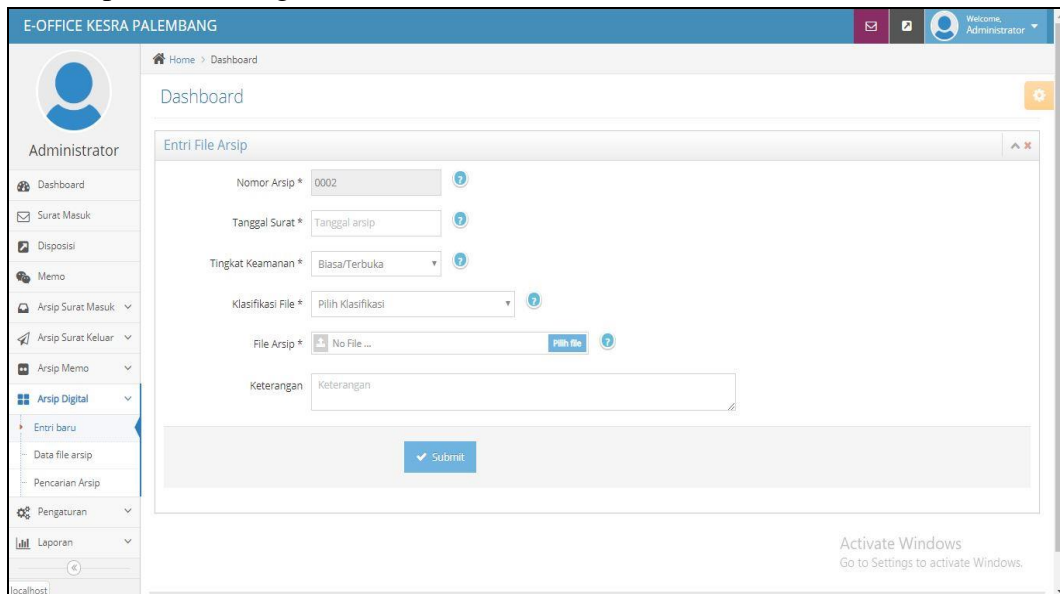 E-OFFICE KESRA PALEMBANG
Welcome,
Administrator
Home > Dashboard
Dashboard
Administrator
Dashboard
Surat Masuk
Disposisi
Memo
Arsip Surat Masuk
Arsip Surat Keluar
Arsip Memo
Arsip Digital
Entri baru
Data file arsip
Pencarian Arsip
Pengaturan
Laporan
Entri File Arsip
Nomor Arsip * 0002
Tanggal Surat * Tanggal arsip
Tingkat Keamanan * Biasa/Terbuka
Klasifikasi File * Pilih Klasifikasi
File Arsip * No File ... Pilih file
Keterangan Keterangan
Submit
Activate Windows
Go to Settings to activate Windows.
localhost